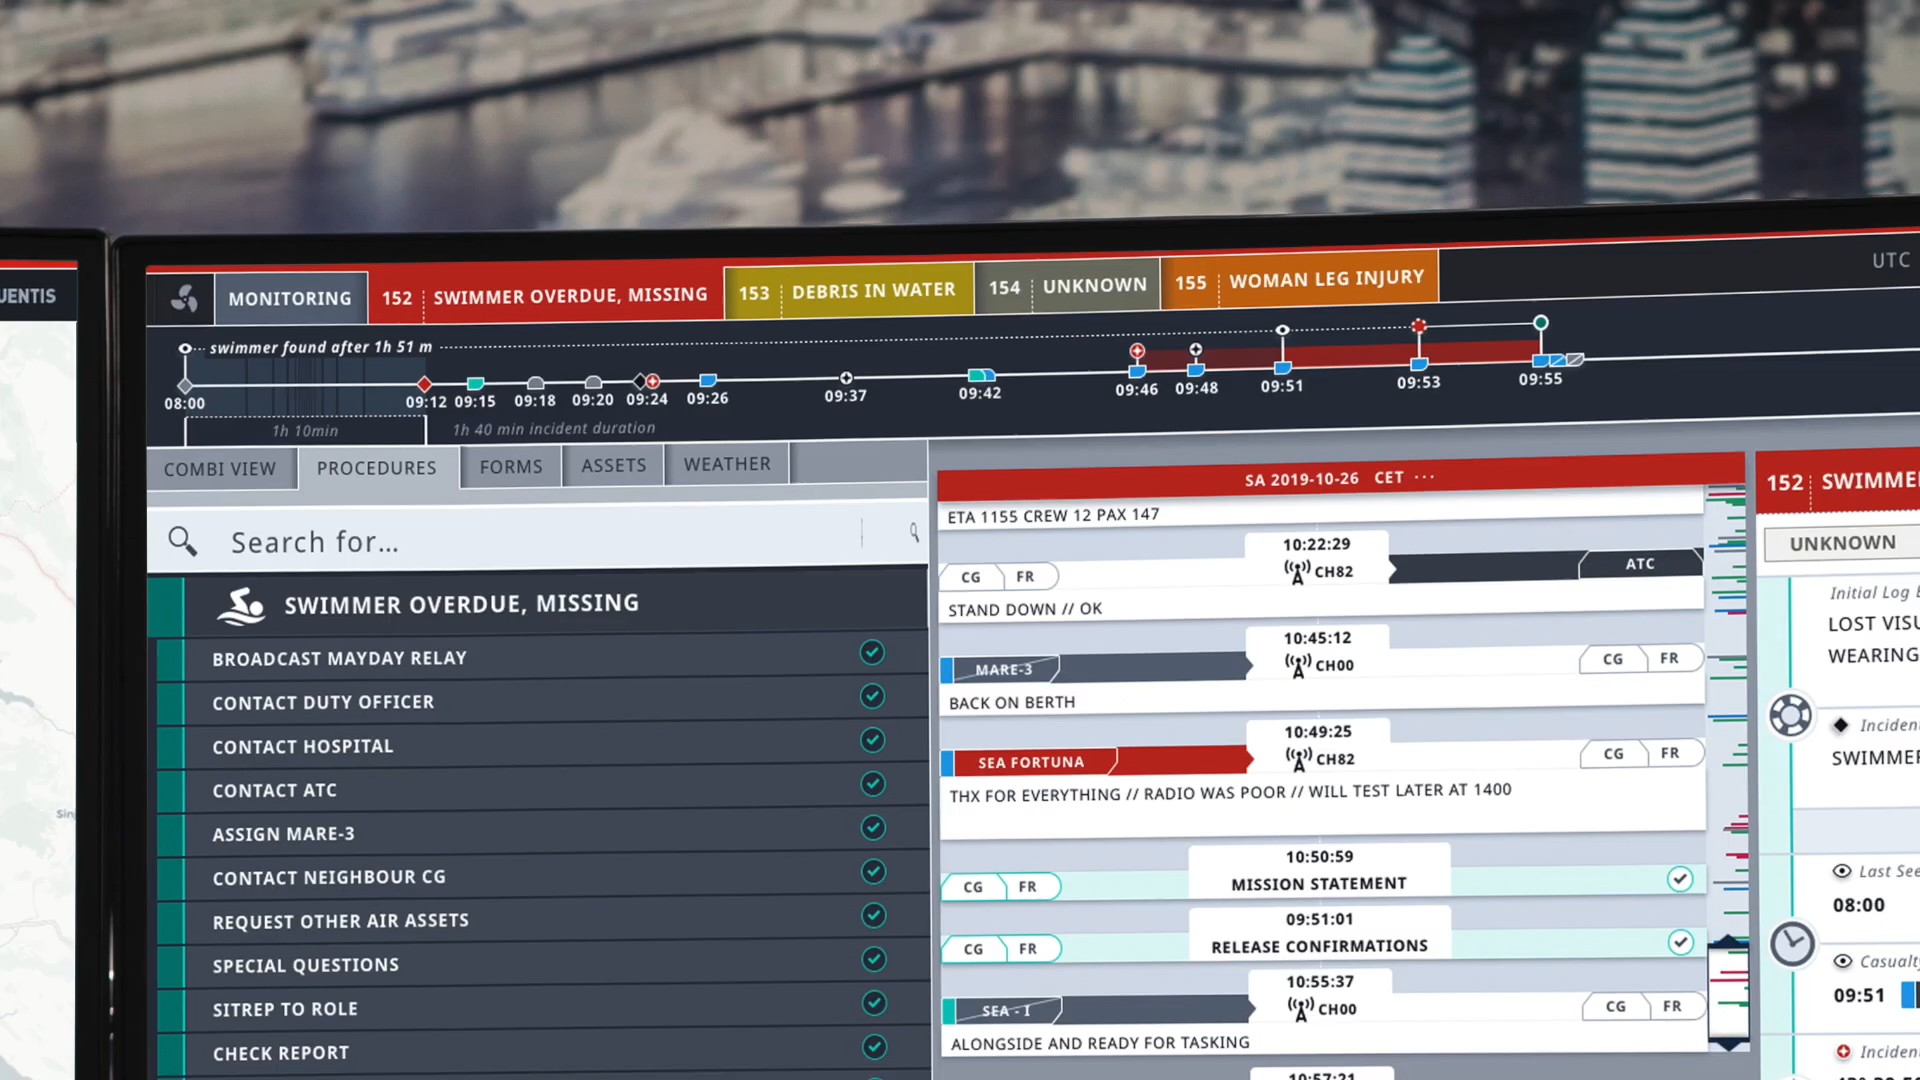 UENTIS
MONITORING
152 SWIMMER OVERDUE, MISSING
153 DEBRIS IN WATER
154 UNKNOWN
155 WOMAN LEG INJURY
UTC
swimmer found after 1h 51 m
08:00 09:12 09:15 09:18 09:20 09:24 09:26 09:37 09:42 09:46 09:48 09:51 09:53 09:55
1h 10min
1h 40 min incident duration
COMBI VIEW PROCEDURES FORMS ASSETS WEATHER
Search for...
SWIMMER OVERDUE, MISSING
BROADCAST MAYDAY RELAY
CONTACT DUTY OFFICER
CONTACT HOSPITAL
CONTACT ATC
ASSIGN MARE-3
CONTACT NEIGHBOUR CG
REQUEST OTHER AIR ASSETS
SPECIAL QUESTIONS
SITREP TO ROLE
CHECK REPORT
SA 2019-10-26 CET ...
ETA 1155 CREW 12 PAX 147
10:22:29
CG FR CH82 ATC
STAND DOWN // OK
10:45:12
MARE-3 CH00 CG FR
BACK ON BERTH
10:49:25
SEA FORTUNA CH82 CG FR
THX FOR EVERYTHING // RADIO WAS POOR // WILL TEST LATER AT 1400
10:50:59
CG FR MISSION STATEMENT
09:51:01
CG FR RELEASE CONFIRMATIONS
10:55:37
SEA - I CH00 CG FR
ALONGSIDE AND READY FOR TASKING
10:57:21
152 SWIMME
UNKNOWN
Initial Log
LOST VISU
WEARING
Inciden
SWIMMER
Last See
08:00
Casualty
09:51
Inciden